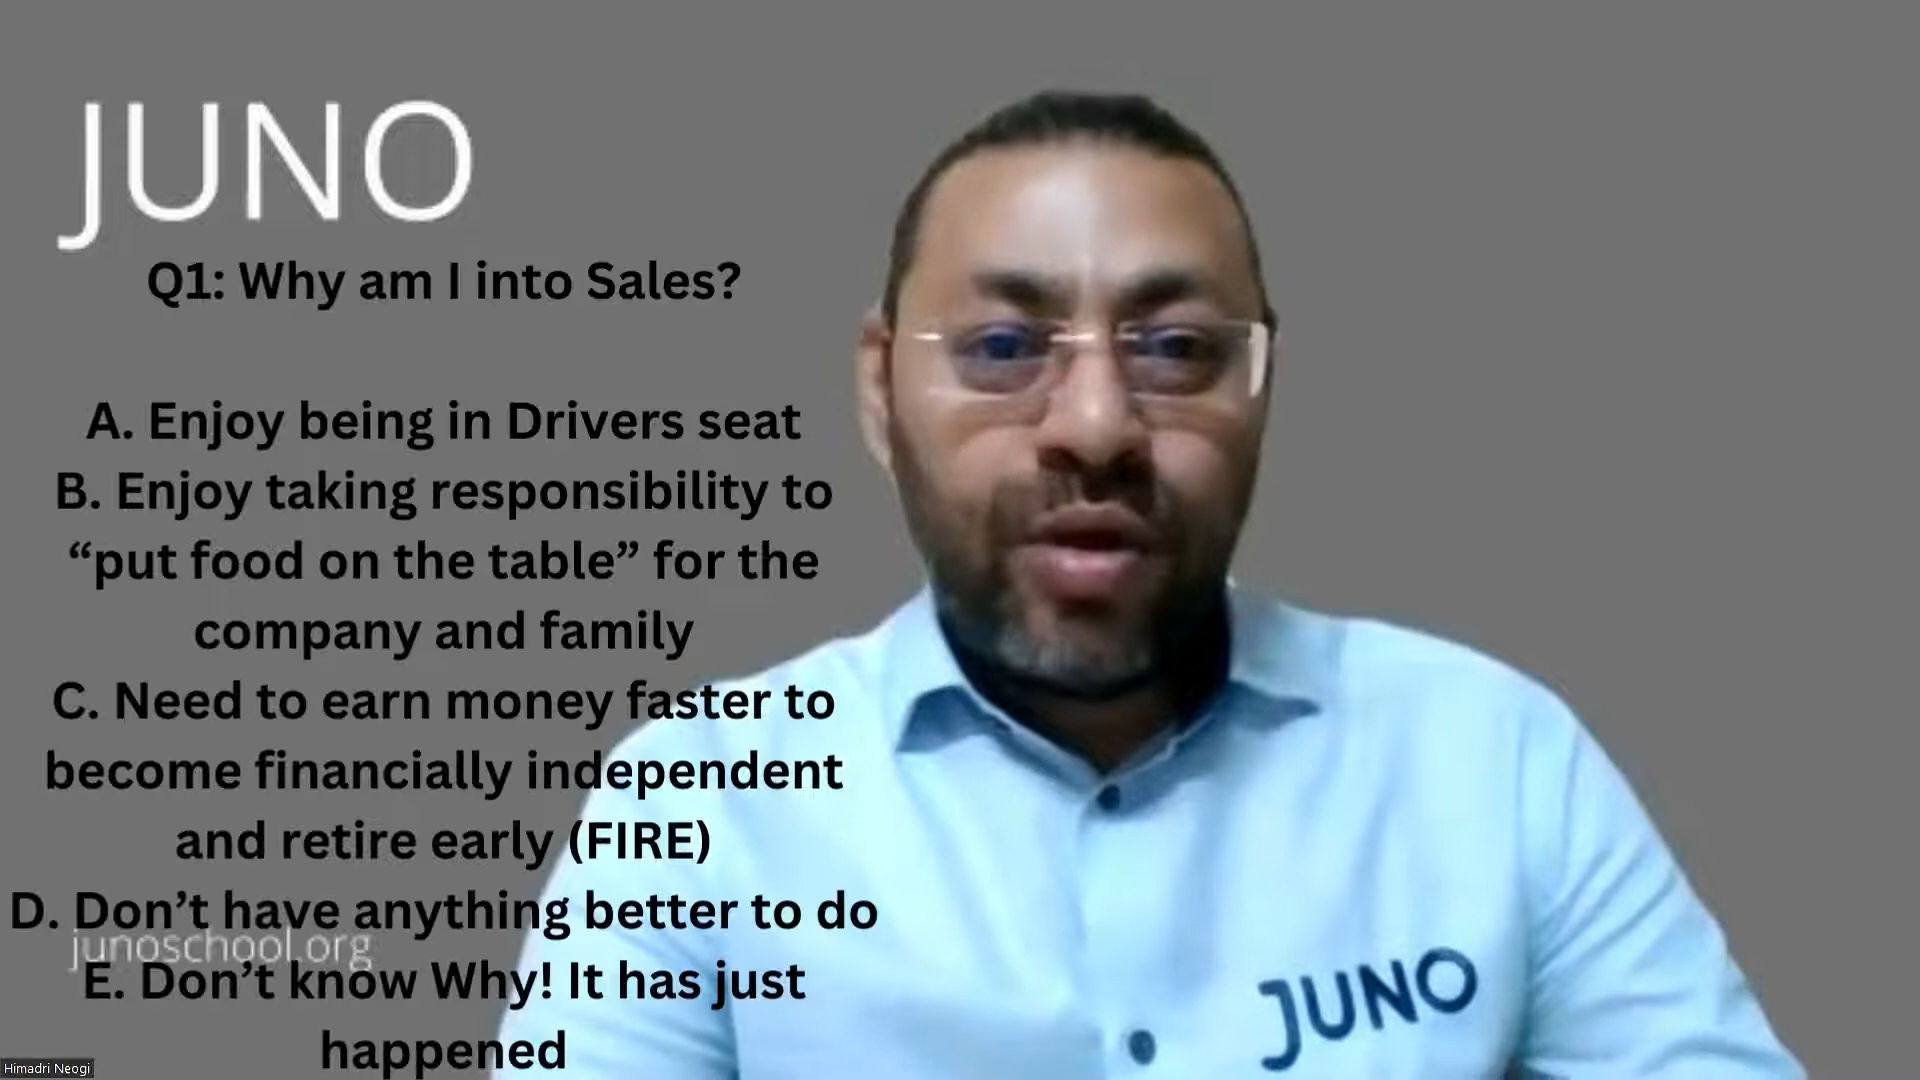 JUNO
Q1: Why am I into Sales?
A. Enjoy being in Drivers seat
B. Enjoy taking responsibility to
“put food on the table” for the
company and family
C. Need to earn money faster to
become financially independent
and retire early (FIRE)
D. Don’t have anything better to do
junoschool.org
E. Don’t know Why! It has just
happened
JUNO
Himadri Neogi